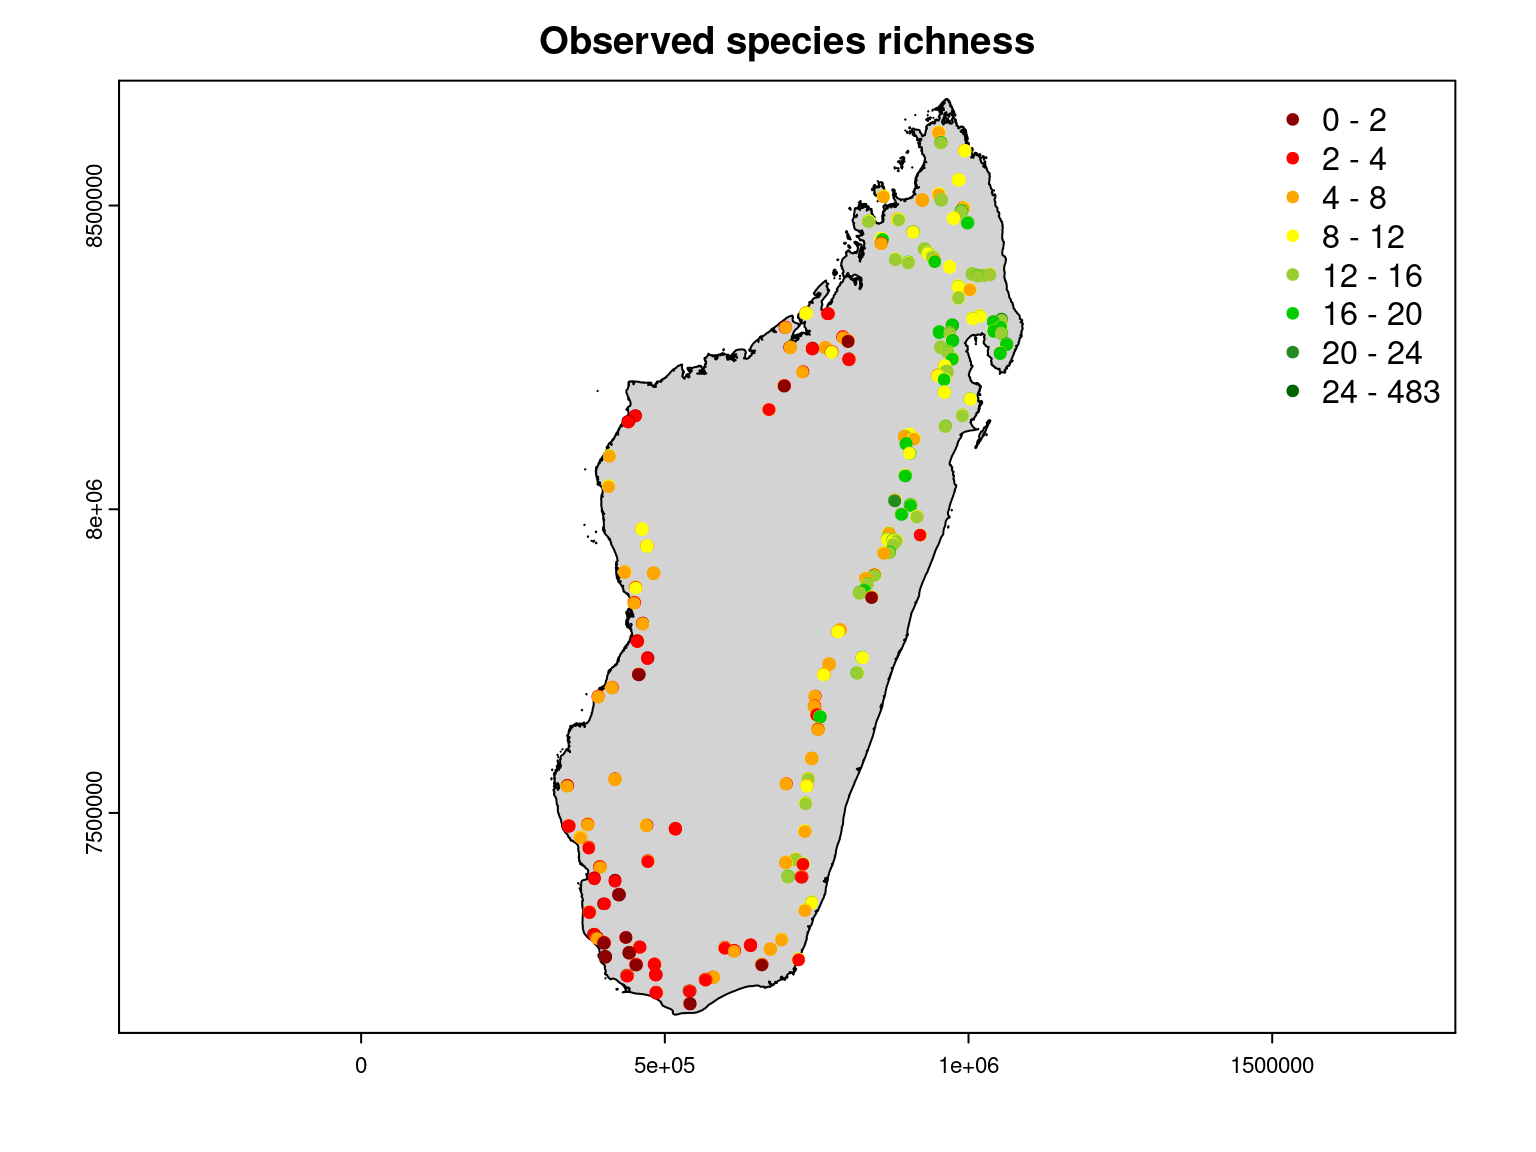 Observed species richness
0 - 2
2 - 4
4 - 8
8 - 12
12 - 16
16 - 20
20 - 24
24 - 483
8500000
8e+06
7500000
0
5e+05
1e+06
1500000